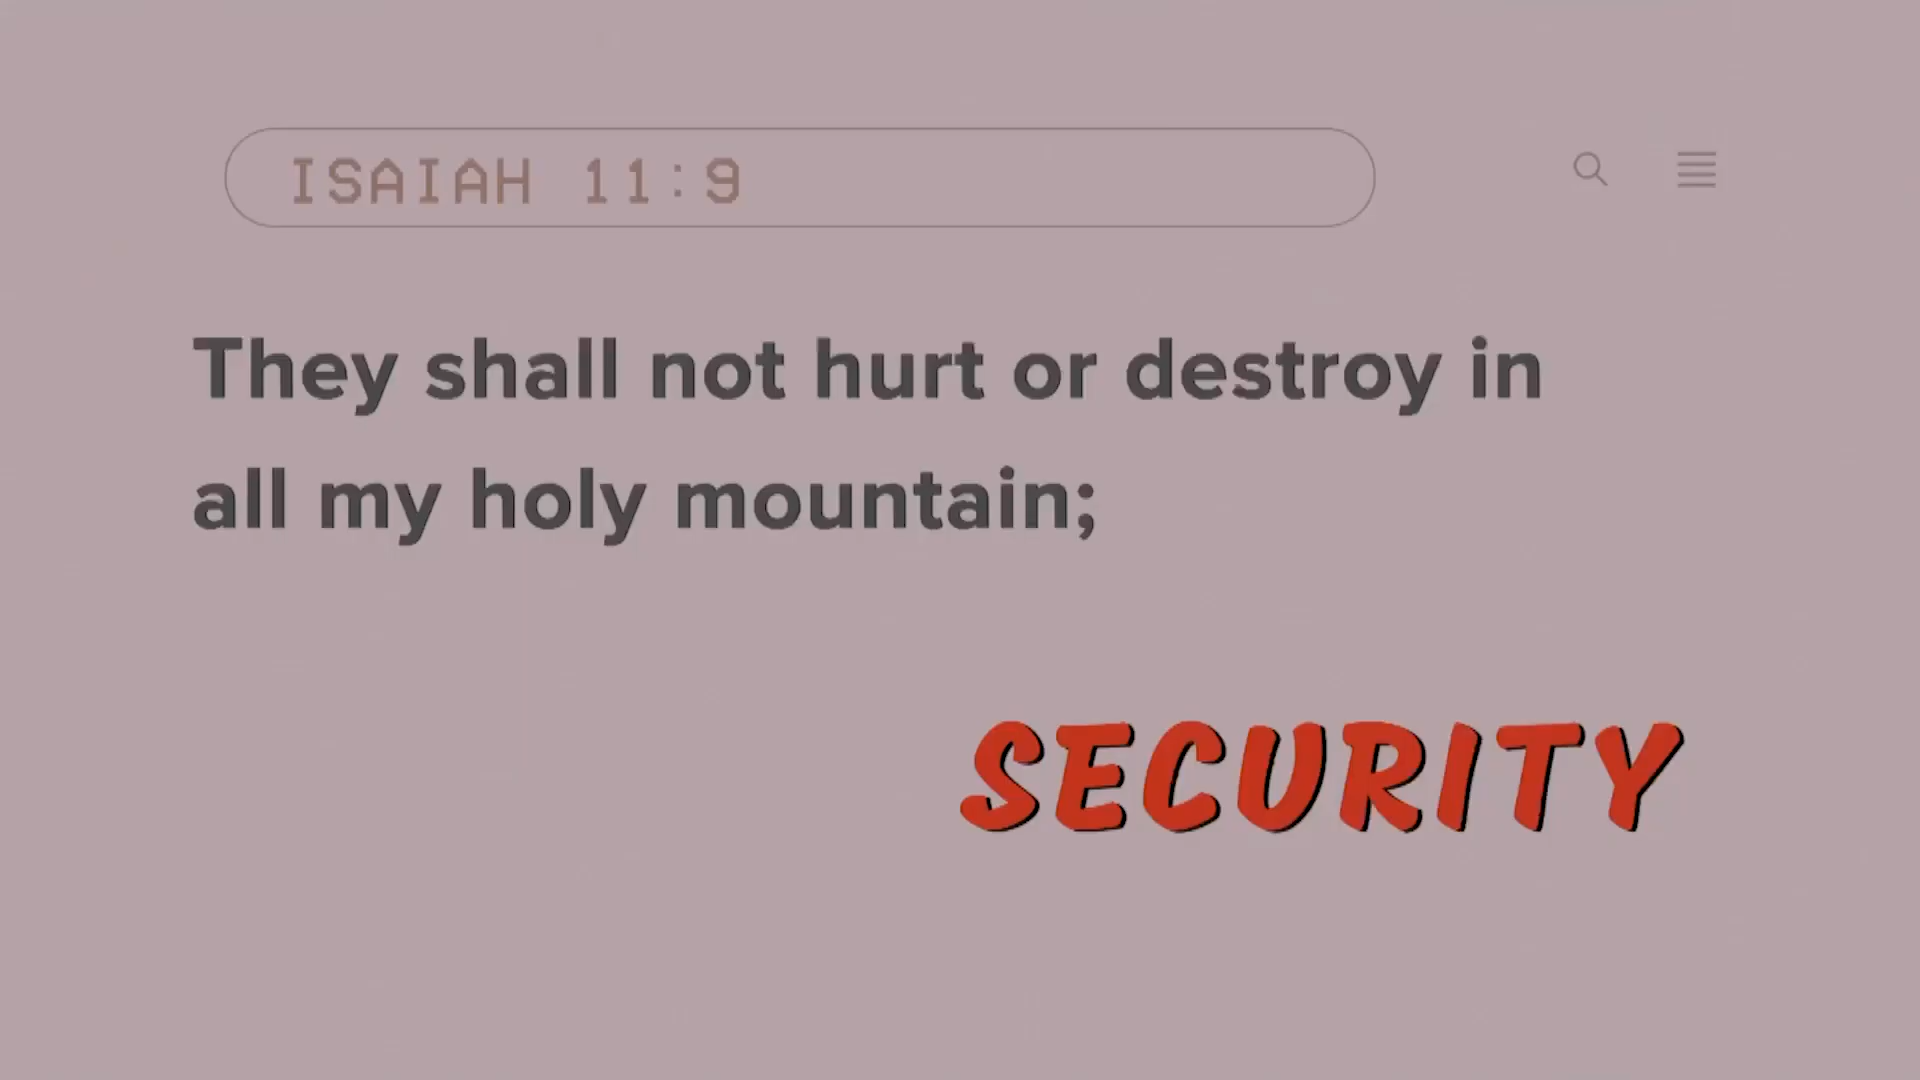 ISAIAH 11:9
They shall not hurt or destroy in
all my holy mountain;
SECURITY